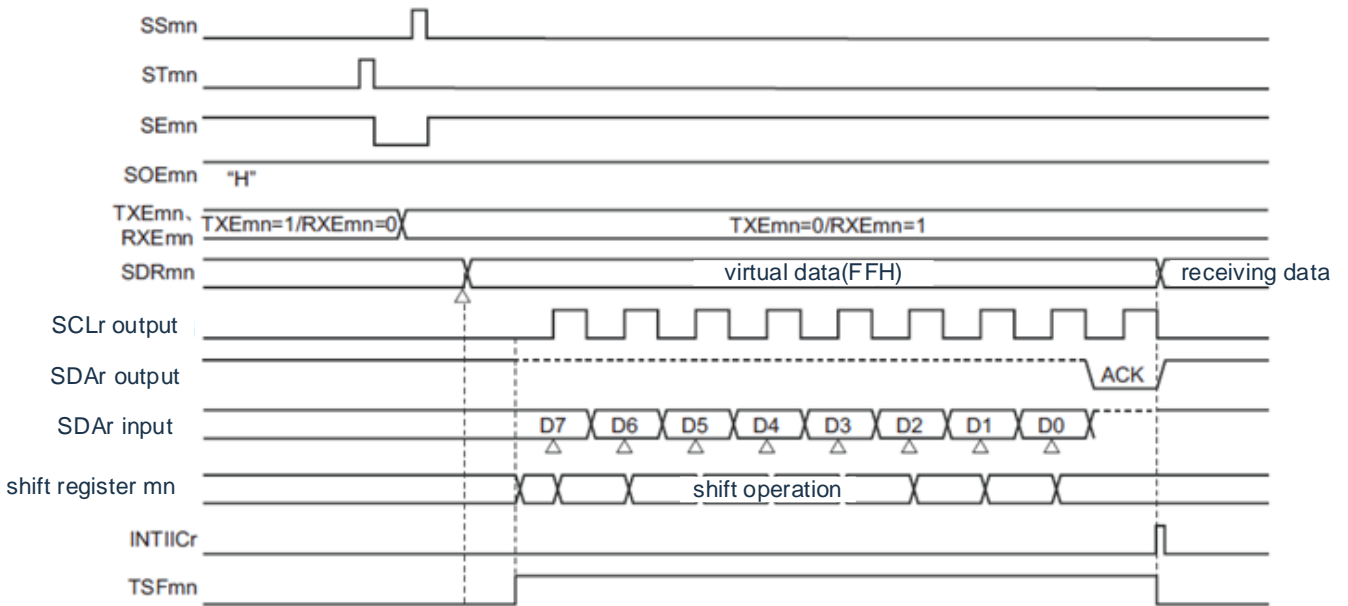 SSmn
STmn
SEmn
SOEmn "H"
TXEmn、
RXEmn
TXEmn=1/RXEmn=0 TXEmn=0/RXEmn=1
SDRmn virtual data(FFH) receiving data
SCLr output
SDAr output ACK
SDAr input D7 D6 D5 D4 D3 D2 D1 D0
shift register mn shift operation
INTIICr
TSFmn